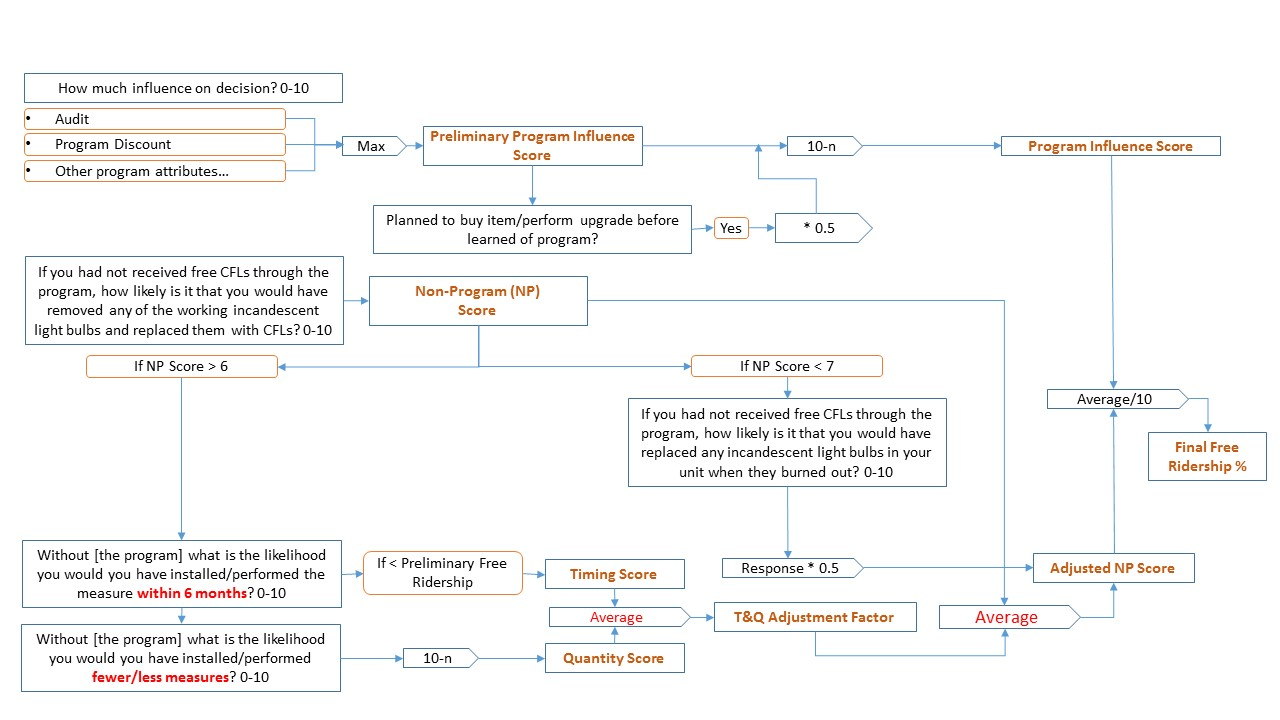 How much influence on decision? 0-10
• Audit
• Program Discount
• Other program attributes…
Max
Preliminary Program Influence
Score
10-n
Program Influence Score
Planned to buy item/perform upgrade before
learned of program?
Yes
* 0.5
If you had not received free CFLs through the
program, how likely is it that you would have
removed any of the working incandescent
light bulbs and replaced them with CFLs? 0-10
Non-Program (NP)
Score
If NP Score > 6
If NP Score < 7
If you had not received free CFLs through the
program, how likely is it that you would have
replaced any incandescent light bulbs in your
unit when they burned out? 0-10
Average/10
Final Free
Ridership %
Without [the program] what is the likelihood
you would you have installed/performed the
measure within 6 months? 0-10
If < Preliminary Free
Ridership
Timing Score
Response * 0.5
Adjusted NP Score
Average
T&Q Adjustment Factor
Average
Without [the program] what is the likelihood
you would you have installed/performed
fewer/less measures? 0-10
10-n
Quantity Score